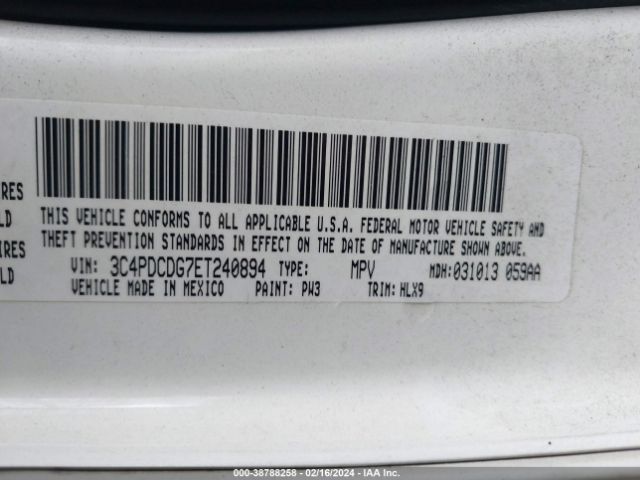 IRES
LD
IRES
LD
THIS VEHICLE CONFORMS TO ALL APPLICABLE U.S.A. FEDERAL MOTOR VEHICLE SAFETY AND
THEFT PREVENTION STANDARDS IN EFFECT ON THE DATE OF MANUFACTURE SHOWN ABOVE.
VIN: 3C4PDCDG7ET240894 TYPE: MPV MDH:031013 059AA
VEHICLE MADE IN MEXICO PAINT: PW3 TRIM: HLX9
000-38788258 - 02/16/2024 - IAA Inc.